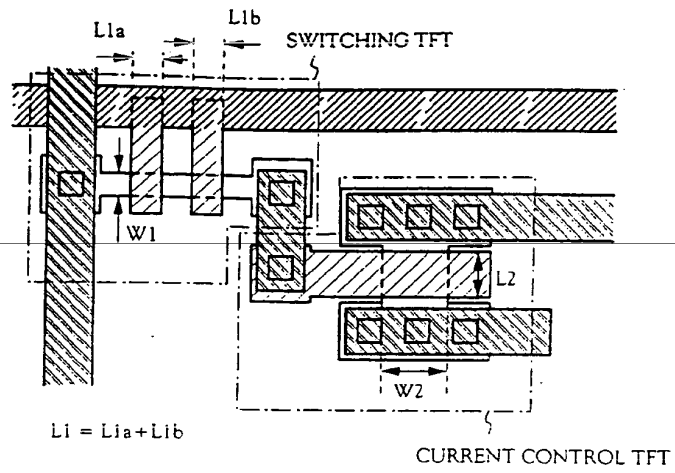 L1a
L1b
SWITCHING TFT
W1
L2
W2
L1 = L1a+L1b
CURRENT CONTROL TFT